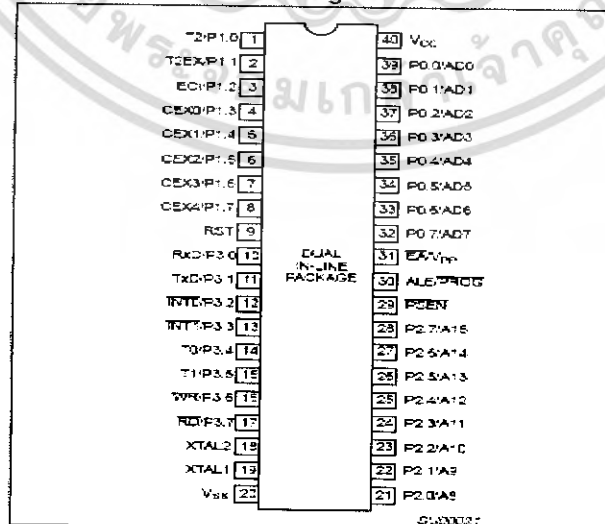 T2/P1.0 1
T2EX/P1.1 2
ECI/P1.2 3
CEX0/P1.3 4
CEX1/P1.4 5
CEX2/P1.5 6
CEX3/P1.6 7
CEX4/P1.7 8
RST 9
RxD/P3.0 10
TxD/P3.1 11
INT0/P3.2 12
INT1/P3.3 13
T0/P3.4 14
T1/P3.5 15
WR/P3.6 16
RD/P3.7 17
XTAL2 18
XTAL1 19
VSS 20
DUAL
IN-LINE
PACKAGE
40 VCC
39 P0.0/AD0
38 P0.1/AD1
37 P0.2/AD2
36 P0.3/AD3
35 P0.4/AD4
34 P0.5/AD5
33 P0.6/AD6
32 P0.7/AD7
31 EA/VPP
30 ALE/PROG
29 PSEN
28 P2.7/A15
27 P2.6/A14
26 P2.5/A13
25 P2.4/A12
24 P2.3/A11
23 P2.2/A10
22 P2.1/A9
21 P2.0/A8